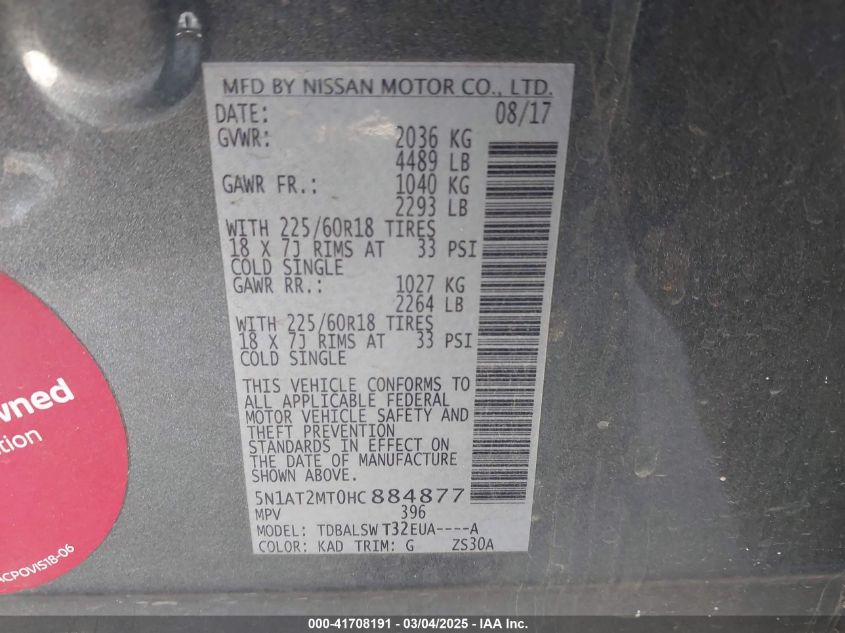 MFD BY NISSAN MOTOR CO., LTD.
DATE: 08/17
GVWR: 2036 KG
4489 LB
GAWR FR.: 1040 KG
2293 LB
WITH 225/60R18 TIRES
18 X 7J RIMS AT 33 PSI
COLD SINGLE
GAWR RR.: 1027 KG
2264 LB
WITH 225/60R18 TIRES
18 X 7J RIMS AT 33 PSI
COLD SINGLE
THIS VEHICLE CONFORMS TO
ALL APPLICABLE FEDERAL
MOTOR VEHICLE SAFETY AND
THEFT PREVENTION
STANDARDS IN EFFECT ON
THE DATE OF MANUFACTURE
SHOWN ABOVE.
5N1AT2MT0HC884877
MPV 396
MODEL: TDBALSW T32EUA----A
COLOR: KAD TRIM: G ZS30A
000-41708191 - 03/04/2025 - IAA Inc.